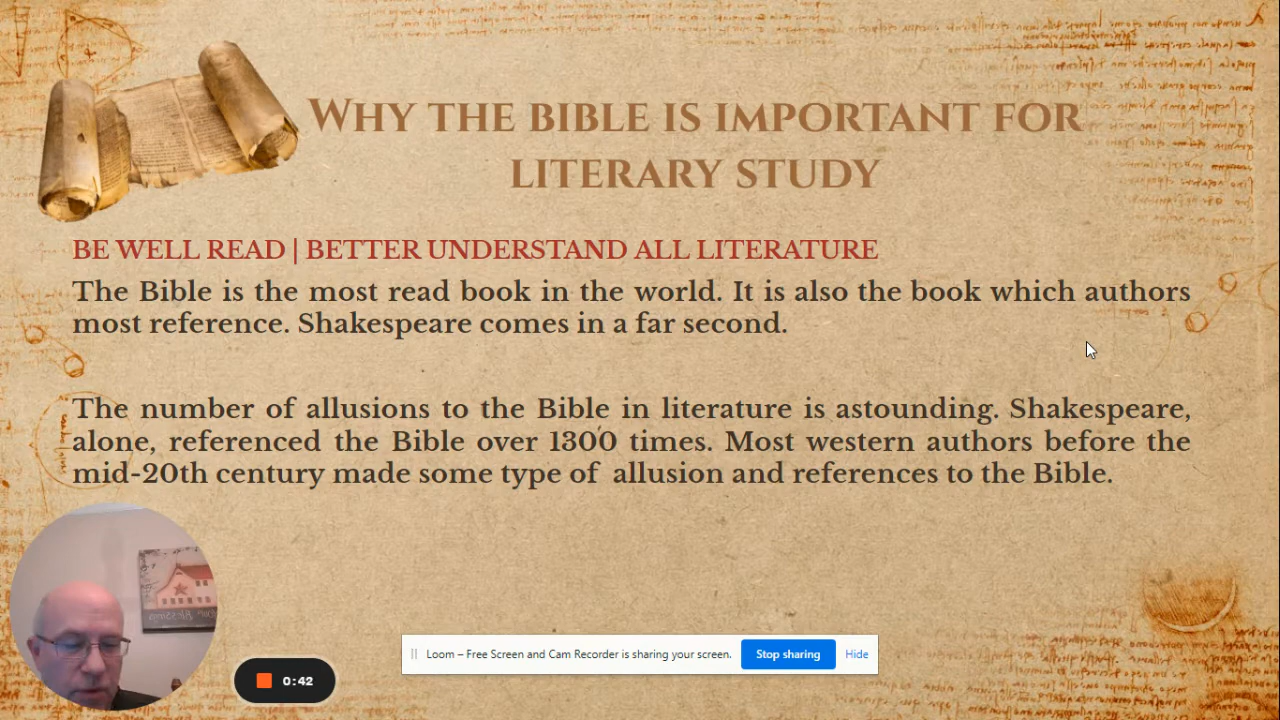 WHY THE BIBLE IS IMPORTANT FOR
LITERARY STUDY
BE WELL READ | BETTER UNDERSTAND ALL LITERATURE
The Bible is the most read book in the world. It is also the book which authors
most reference. Shakespeare comes in a far second.
The number of allusions to the Bible in literature is astounding. Shakespeare,
alone, referenced the Bible over 1300 times. Most western authors before the
mid-20th century made some type of allusion and references to the Bible.
Loom – Free Screen and Cam Recorder is sharing your screen.
Stop sharing
Hide
0:42